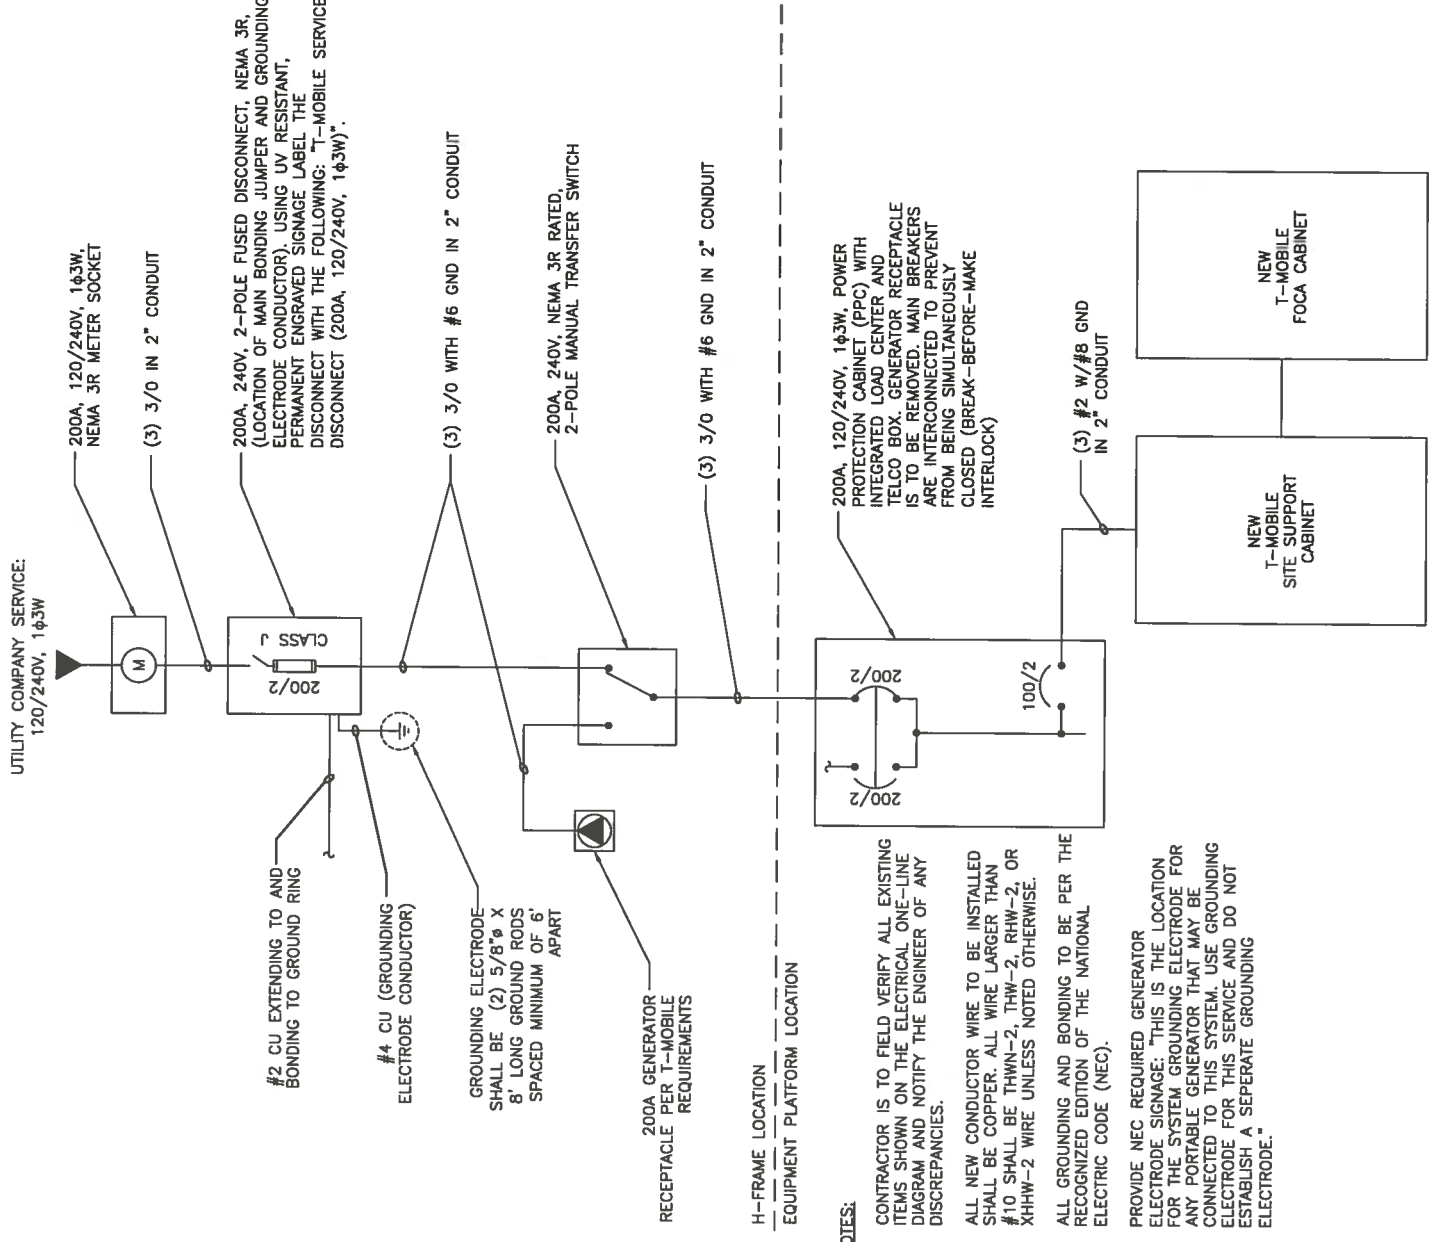 UTILITY COMPANY SERVICE:
120/240V, 1ϕ3W
200A, 120/240V, 1ϕ3W,
NEMA 3R METER SOCKET
M
(3) 3/0 IN 2" CONDUIT
200A, 240V, 2-POLE FUSED DISCONNECT, NEMA 3R,
(LOCATION OF MAIN BONDING JUMPER AND GROUNDING
ELECTRODE CONDUCTOR). USING UV RESISTANT,
PERMANENT ENGRAVED SIGNAGE LABEL THE
DISCONNECT WITH THE FOLLOWING: "T-MOBILE SERVICE
DISCONNECT (200A, 120/240V, 1ϕ3W)".
CLASS J
200/2
#2 CU EXTENDING TO AND
BONDING TO GROUND RING
#4 CU (GROUNDING
ELECTRODE CONDUCTOR)
GROUNDING ELECTRODE
SHALL BE (2) 5/8"ø X
8' LONG GROUND RODS
SPACED MINIMUM OF 6'
APART
(3) 3/0 WITH #6 GND IN 2" CONDUIT
200A, 240V, NEMA 3R RATED,
2-POLE MANUAL TRANSFER SWITCH
200A GENERATOR
RECEPTACLE PER T-MOBILE
REQUIREMENTS
(3) 3/0 WITH #6 GND IN 2" CONDUIT
H-FRAME LOCATION
EQUIPMENT PLATFORM LOCATION
200A, 120/240V, 1ϕ3W, POWER
PROTECTION CABINET (PPC) WITH
INTEGRATED LOAD CENTER AND
TELCO BOX. GENERATOR RECEPTACLE
IS TO BE REMOVED. MAIN BREAKERS
ARE INTERCONNECTED TO PREVENT
FROM BEING SIMULTANEOUSLY
CLOSED (BREAK-BEFORE-MAKE
INTERLOCK)
200/2
200/2
100/2
(3) #2 W/#8 GND
IN 2" CONDUIT
NEW
T-MOBILE
SITE SUPPORT
CABINET
NEW
T-MOBILE
FOCA CABINET
OTES:
CONTRACTOR IS TO FIELD VERIFY ALL EXISTING
ITEMS SHOWN ON THE ELECTRICAL ONE-LINE
DIAGRAM AND NOTIFY THE ENGINEER OF ANY
DISCREPANCIES.
ALL NEW CONDUCTOR WIRE TO BE INSTALLED
SHALL BE COPPER. ALL WIRE LARGER THAN
#10 SHALL BE THWN-2, THW-2, RHW-2, OR
XHHW-2 WIRE UNLESS NOTED OTHERWISE.
ALL GROUNDING AND BONDING TO BE PER THE
RECOGNIZED EDITION OF THE NATIONAL
ELECTRIC CODE (NEC).
PROVIDE NEC REQUIRED GENERATOR
ELECTRODE SIGNAGE: "THIS IS THE LOCATION
FOR THE SYSTEM GROUNDING ELECTRODE FOR
ANY PORTABLE GENERATOR THAT MAY BE
CONNECTED TO THIS SYSTEM. USE GROUNDING
ELECTRODE FOR THIS SERVICE AND DO NOT
ESTABLISH A SEPERATE GROUNDING
ELECTRODE."